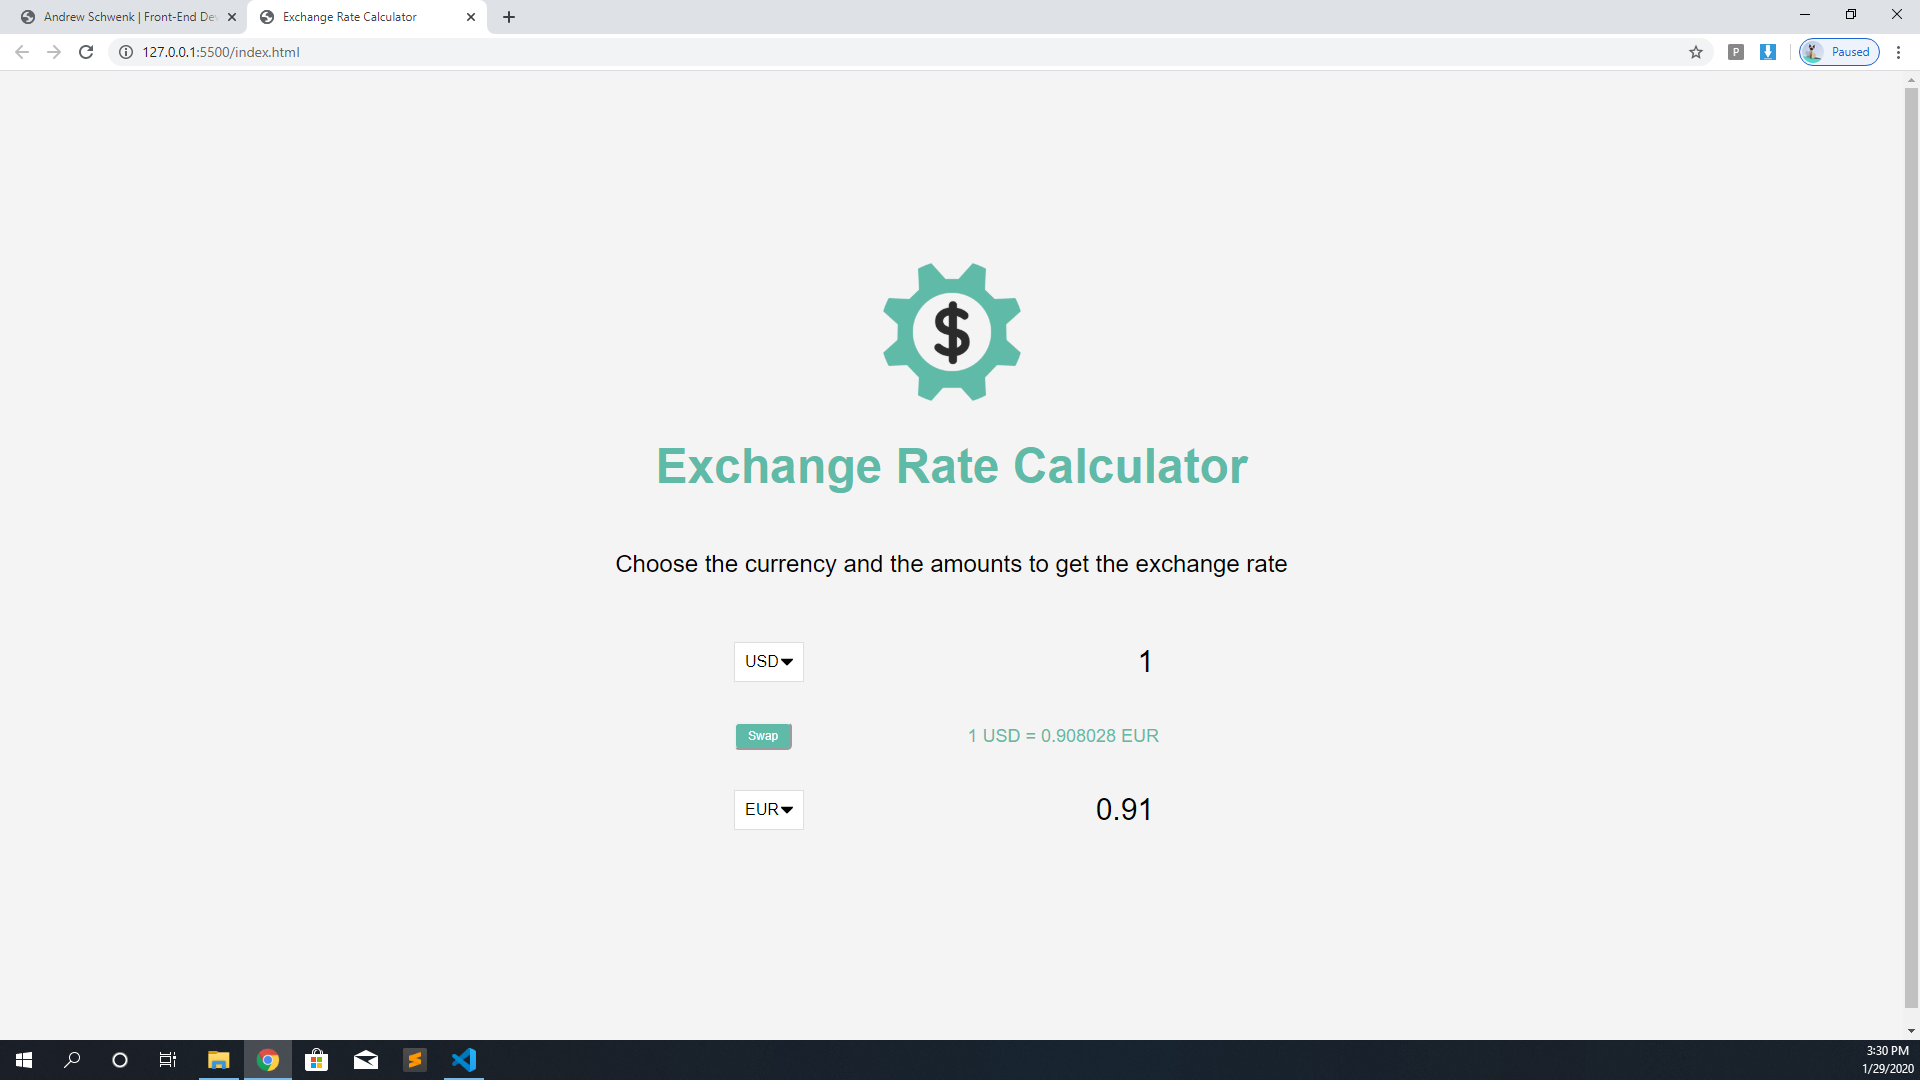 Andrew Schwenk | Front-End De
Exchange Rate Calculator
127.0.0.1:5500/index.html
P
Paused
$
Exchange Rate Calculator
Choose the currency and the amounts to get the exchange rate
USD
1
Swap
1 USD = 0.908028 EUR
EUR
0.91
3:30 PM
1/29/2020